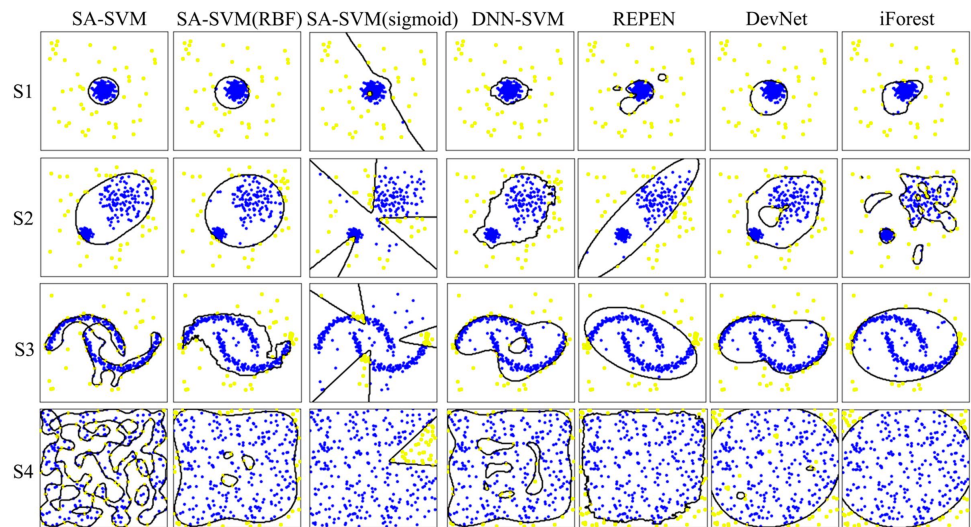 SA-SVM SA-SVM(RBF) SA-SVM(sigmoid) DNN-SVM REPEN DevNet iForest
S1
S2
S3
S4